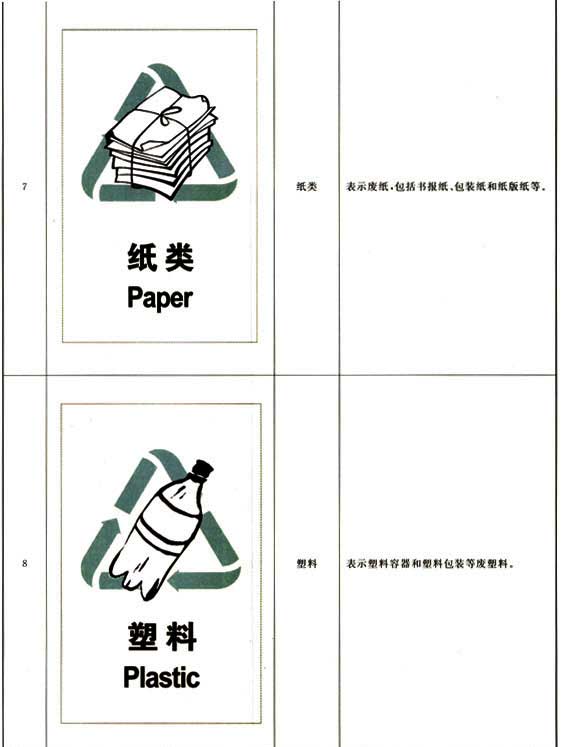 7
纸类
Paper
纸类
表示废纸，包括书报纸、包装纸和纸版纸等。
8
塑料
Plastic
塑料
表示塑料容器和塑料包装等废塑料。